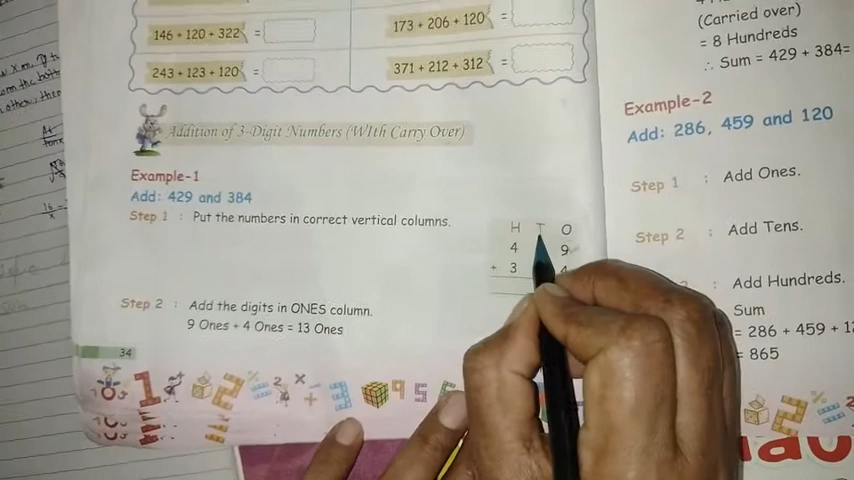 146 + 120 + 322 =
173 + 206 + 120 =
243 + 123 + 120 =
371 + 212 + 312 =
Addition of 3-Digit Numbers (WIth Carry Over)
Example-1
Add: 429 and 384
Step 1 : Put the numbers in correct vertical columns.
H T O
4 9
+ 3 4
Step 2 : Add the digits in ONES column.
9 Ones + 4 Ones = 13 Ones
34
(Carried over)
= 8 Hundreds
∴ Sum = 429 + 384=
Example-2
Add: 286, 459 and 120
Step 1 : Add Ones.
Step 2 : Add Tens.
: Add Hundreds.
Sum
= 286 + 459 + 1
= 865